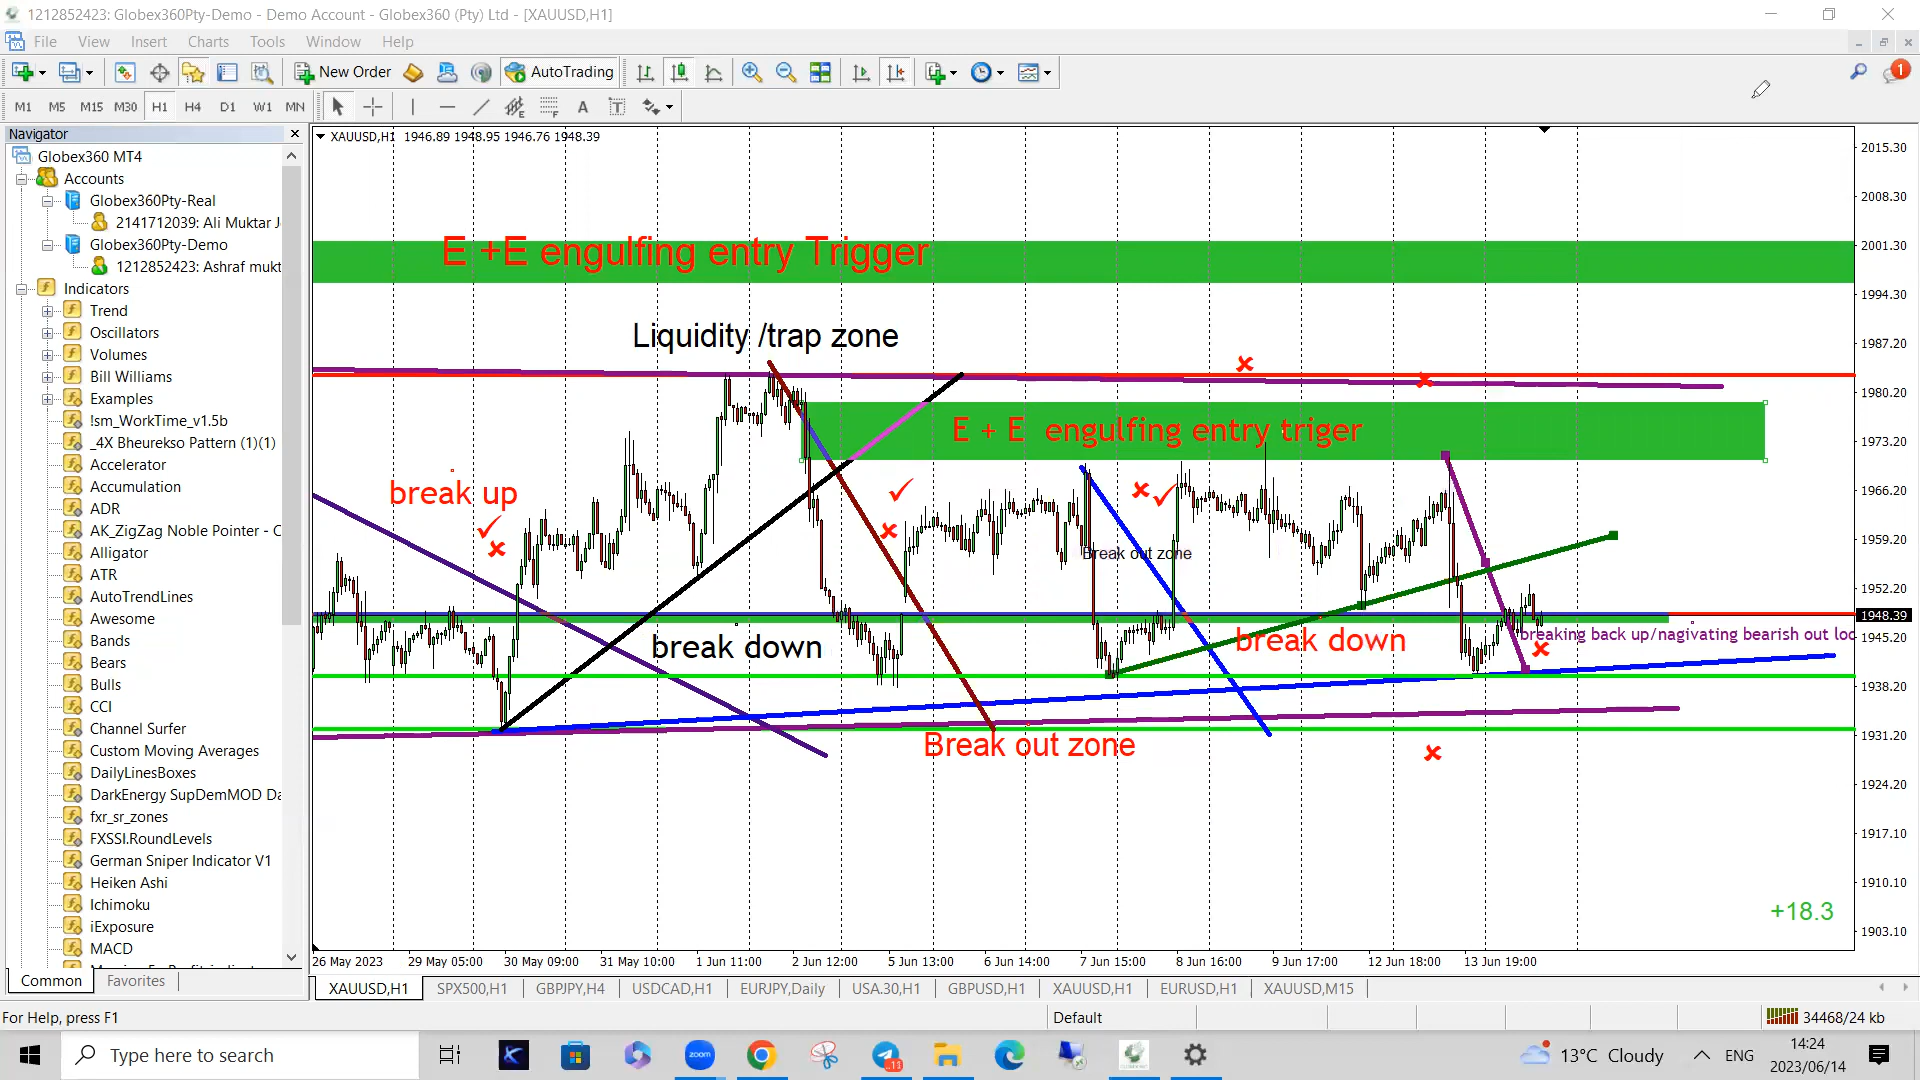 1212852423: Globex360Pty-Demo - Demo Account - Globex360 (Pty) Ltd - [XAUUSD,H1]
File View Insert Charts Tools Window Help
New Order AutoTrading 1
M1 M5 M15 M30 H1 H4 D1 W1 MN E F A T
Navigator
Globex360 MT4
Accounts
Globex360Pty-Real
2141712039: Ali Muktar J
Globex360Pty-Demo
1212852423: Ashraf mukt
Indicators
Trend
Oscillators
Volumes
Bill Williams
Examples
!sm_WorkTime_v1.5b
_4X Bheurekso Pattern (1)(1)
Accelerator
Accumulation
ADR
AK_ZigZag Noble Pointer - C
Alligator
ATR
AutoTrendLines
Awesome
Bands
Bears
Bulls
CCI
Channel Surfer
Custom Moving Averages
DailyLinesBoxes
DarkEnergy SupDemMOD Da
fxr_sr_zones
FXSSI.RoundLevels
German Sniper Indicator V1
Heiken Ashi
Ichimoku
iExposure
MACD
Common Favorites
XAUUSD,H1 1946.89 1948.95 1946.76 1948.39
E +E engulfing entry Trigger
Liquidity /trap zone
E + E engulfing entry triger
break up
Break out zone
break down
break down
breaking back up/nagivating bearish out loo
Break out zone
+18.3
2015.30
2008.30
2001.30
1994.30
1987.20
1980.20
1973.20
1966.20
1959.20
1952.20
1948.39
1945.20
1938.20
1931.20
1924.20
1917.10
1910.10
1903.10
26 May 2023 29 May 05:00 30 May 09:00 31 May 10:00 1 Jun 11:00 2 Jun 12:00 5 Jun 13:00 6 Jun 14:00 7 Jun 15:00 8 Jun 16:00 9 Jun 17:00 12 Jun 18:00 13 Jun 19:00
XAUUSD,H1 SPX500,H1 GBPJPY,H4 USDCAD,H1 EURJPY,Daily USA.30,H1 GBPUSD,H1 XAUUSD,H1 EURUSD,H1 XAUUSD,M15
For Help, press F1 Default 34468/24 kb
Type here to search zoom 13°C Cloudy ENG 14:24
2023/06/14